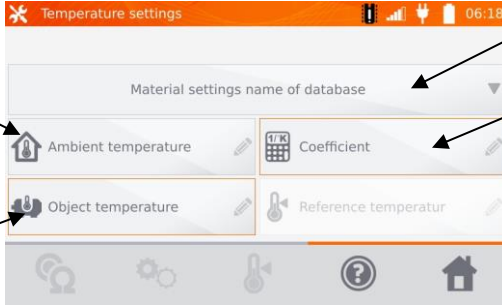 Temperature settings 06:18
Material settings name of database
Ambient temperature
1/K
Coefficient
Object temperature
Reference temperatur